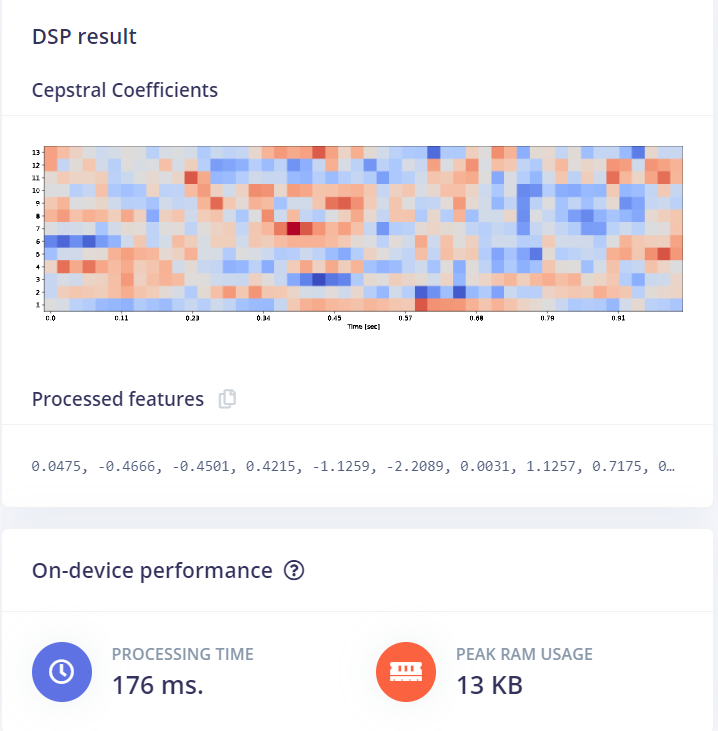 DSP result
Cepstral Coefficients
13
12
11
10
9
8
7
6
5
4
3
2
1
0.0 0.11 0.23 0.34 0.45 0.57 0.68 0.79 0.91
Time [sec]
Processed features
0.0475, -0.4666, -0.4501, 0.4215, -1.1259, -2.2089, 0.0031, 1.1257, 0.7175, 0…
On-device performance ?
PROCESSING TIME PEAK RAM USAGE
176 ms. 13 KB